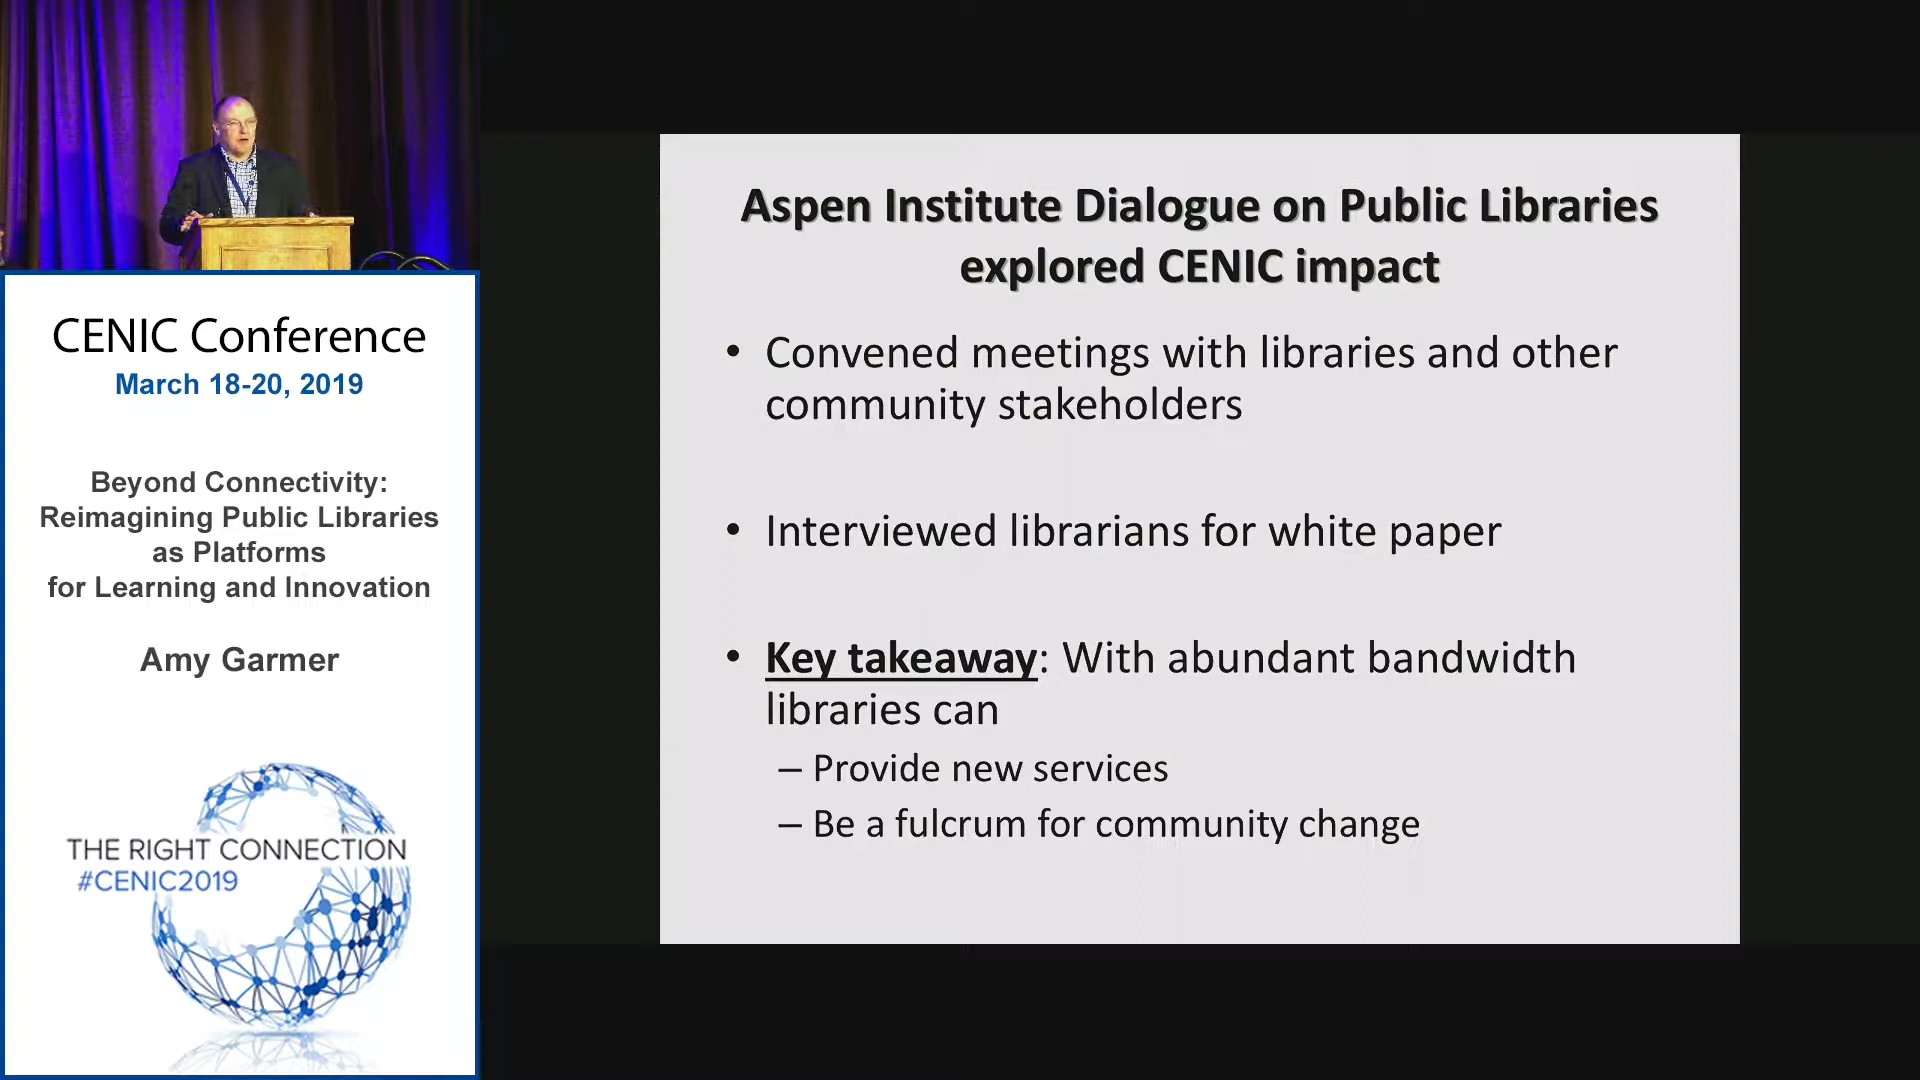 CENIC Conference
March 18-20, 2019
Beyond Connectivity:
Reimagining Public Libraries
as Platforms
for Learning and Innovation
Amy Garmer
THE RIGHT CONNECTION
#CENIC2019
Aspen Institute Dialogue on Public Libraries
explored CENIC impact
• Convened meetings with libraries and other
community stakeholders
• Interviewed librarians for white paper
• Key takeaway: With abundant bandwidth
libraries can
– Provide new services
– Be a fulcrum for community change